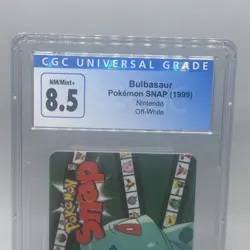 CGC UNIVERSAL GRADE
NM/Mint+
8.5
Bulbasaur
Pokémon SNAP (1999)
Nintendo
Off-White
POKéMON
Snap